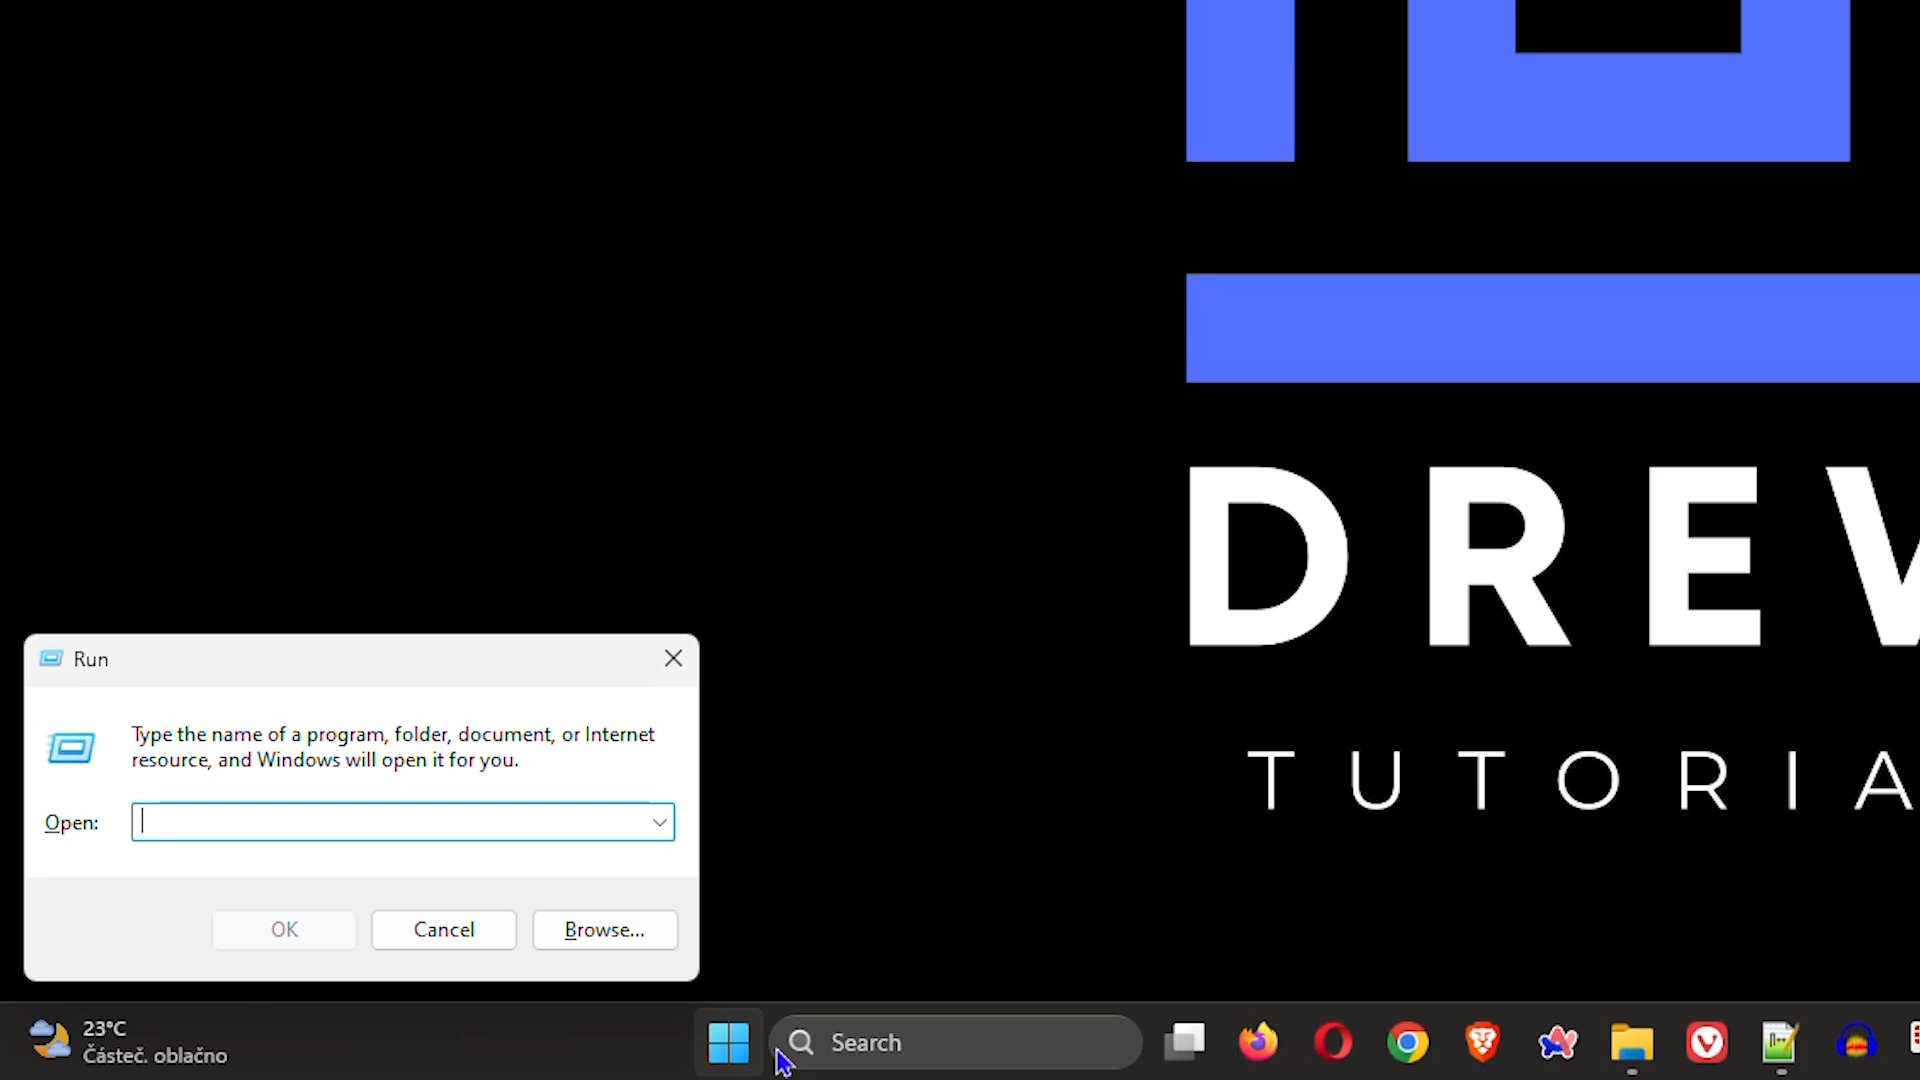 DREV
TUTORIA
Run
Type the name of a program, folder, document, or Internet
resource, and Windows will open it for you.
Open:
OK
Cancel
Browse...
23°C
Částeč. oblačno
Search